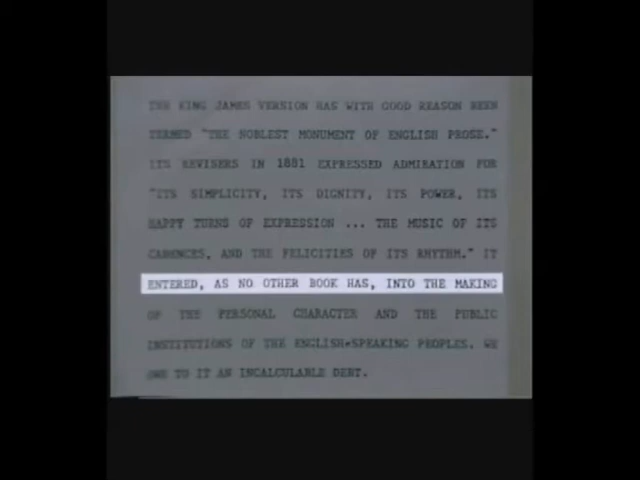 THE KING JAMES VERSION HAS WITH GOOD REASON BEEN
TERMED "THE NOBLEST MONUMENT OF ENGLISH PROSE."
ITS REVISERS IN 1881 EXPRESSED ADMIRATION FOR
"ITS SIMPLICITY, ITS DIGNITY, ITS POWER, ITS
HAPPY TURNS OF EXPRESSION ... THE MUSIC OF ITS
CADENCES, AND THE FELICITIES OF ITS RHYTHM." IT
ENTERED, AS NO OTHER BOOK HAS, INTO THE MAKING
OF THE PERSONAL CHARACTER AND THE PUBLIC
INSTITUTIONS OF THE ENGLISH-SPEAKING PEOPLES. WE
OWE TO IT AN INCALCULABLE DEBT.